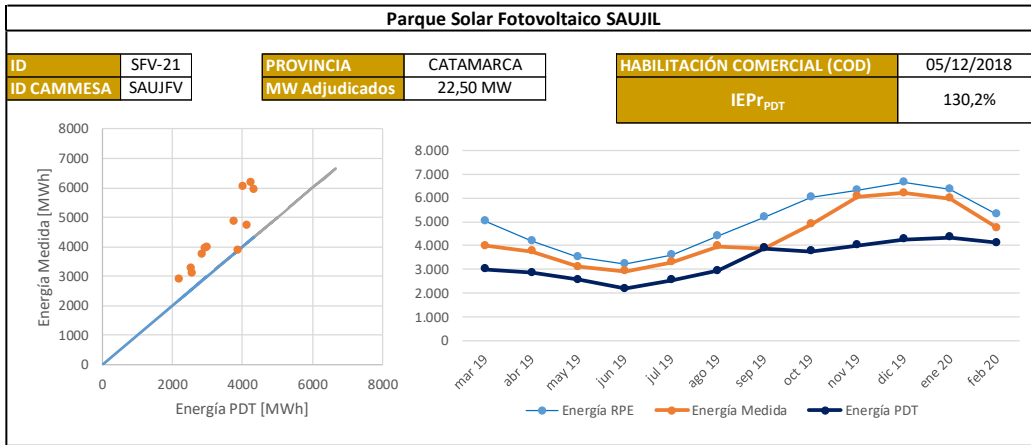 Parque Solar Fotovoltaico SAUJIL
ID SFV-21
ID CAMMESA SAUJFV
PROVINCIA CATAMARCA
MW Adjudicados 22,50 MW
HABILITACIÓN COMERCIAL (COD) 05/12/2018
IEPrPDT 130,2%
8000
7000
6000
5000
4000
3000
2000
1000
0
Energía Medida [MWh]
0 2000 4000 6000 8000
Energía PDT [MWh]
8.000
7.000
6.000
5.000
4.000
3.000
2.000
1.000
0
mar 19 abr 19 may 19 jun 19 jul 19 ago 19 sep 19 oct 19 nov 19 dic 19 ene 20 feb 20
Energía RPE Energía Medida Energía PDT